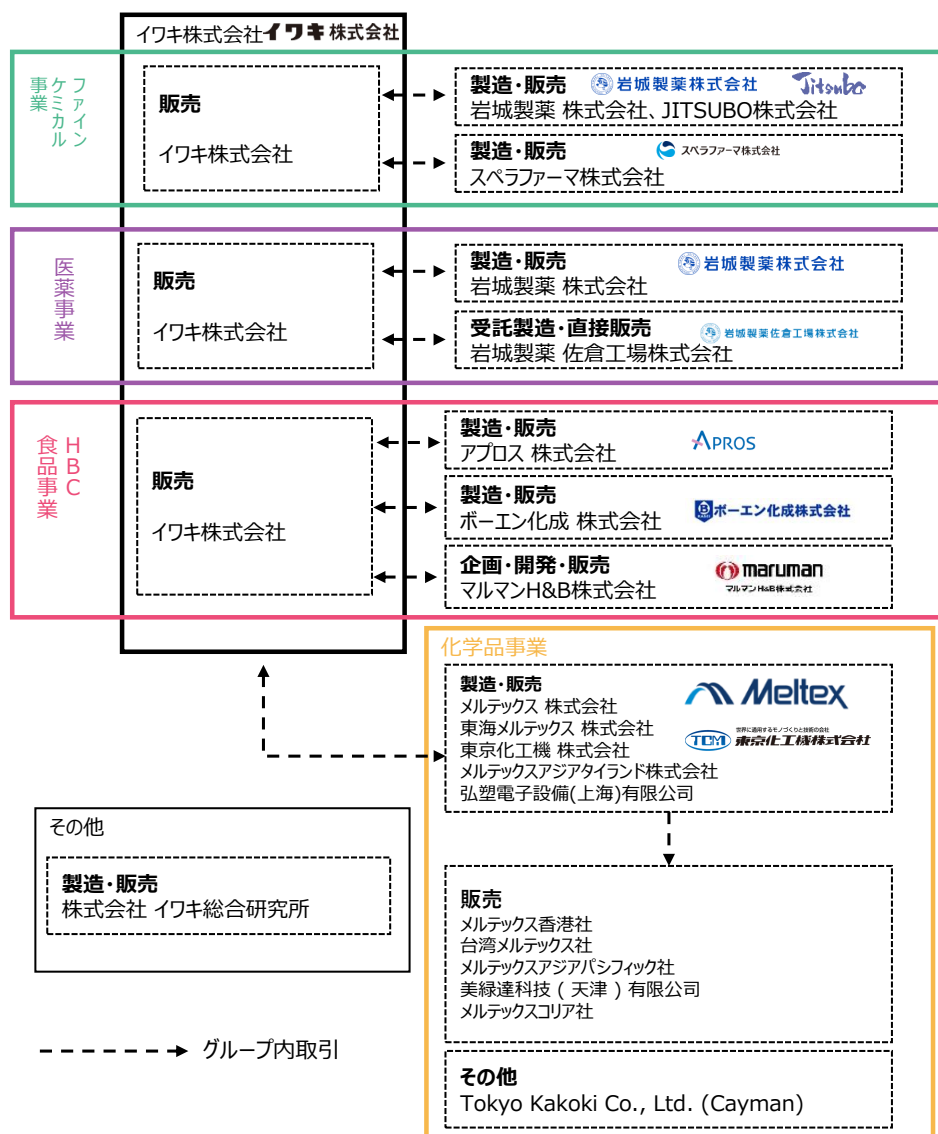 イワキ株式会社イワキ株式会社
ファイン
ケミカル
事業
販売
イワキ株式会社
製造・販売 岩城製薬株式会社 Jitsubo
岩城製薬 株式会社、JITSUBO株式会社
製造・販売 スペラファーマ株式会社
スペラファーマ株式会社
医薬事業
販売
イワキ株式会社
製造・販売 岩城製薬株式会社
岩城製薬 株式会社
受託製造・直接販売 岩城製薬佐倉工場株式会社
岩城製薬 佐倉工場株式会社
HBC
食品事業
販売
イワキ株式会社
製造・販売
アプロス 株式会社 APROS
製造・販売
ボーエン化成 株式会社 B ボーエン化成株式会社
企画・開発・販売 maruman
マルマンH&B株式会社 マルマンH&B株式会社
化学品事業
製造・販売 Meltex
メルテックス 株式会社
東海メルテックス 株式会社 世界に通用するモノづくりと技術の会社
東京化工機 株式会社 TCM 東京化工機株式会社
メルテックスアジアタイランド株式会社
弘塑電子設備(上海)有限公司
その他
製造・販売
株式会社 イワキ総合研究所
販売
メルテックス香港社
台湾メルテックス社
メルテックスアジアパシフィック社
美緑達科技 ( 天津 ) 有限公司
メルテックスコリア社
グループ内取引
その他
Tokyo Kakoki Co., Ltd. (Cayman)